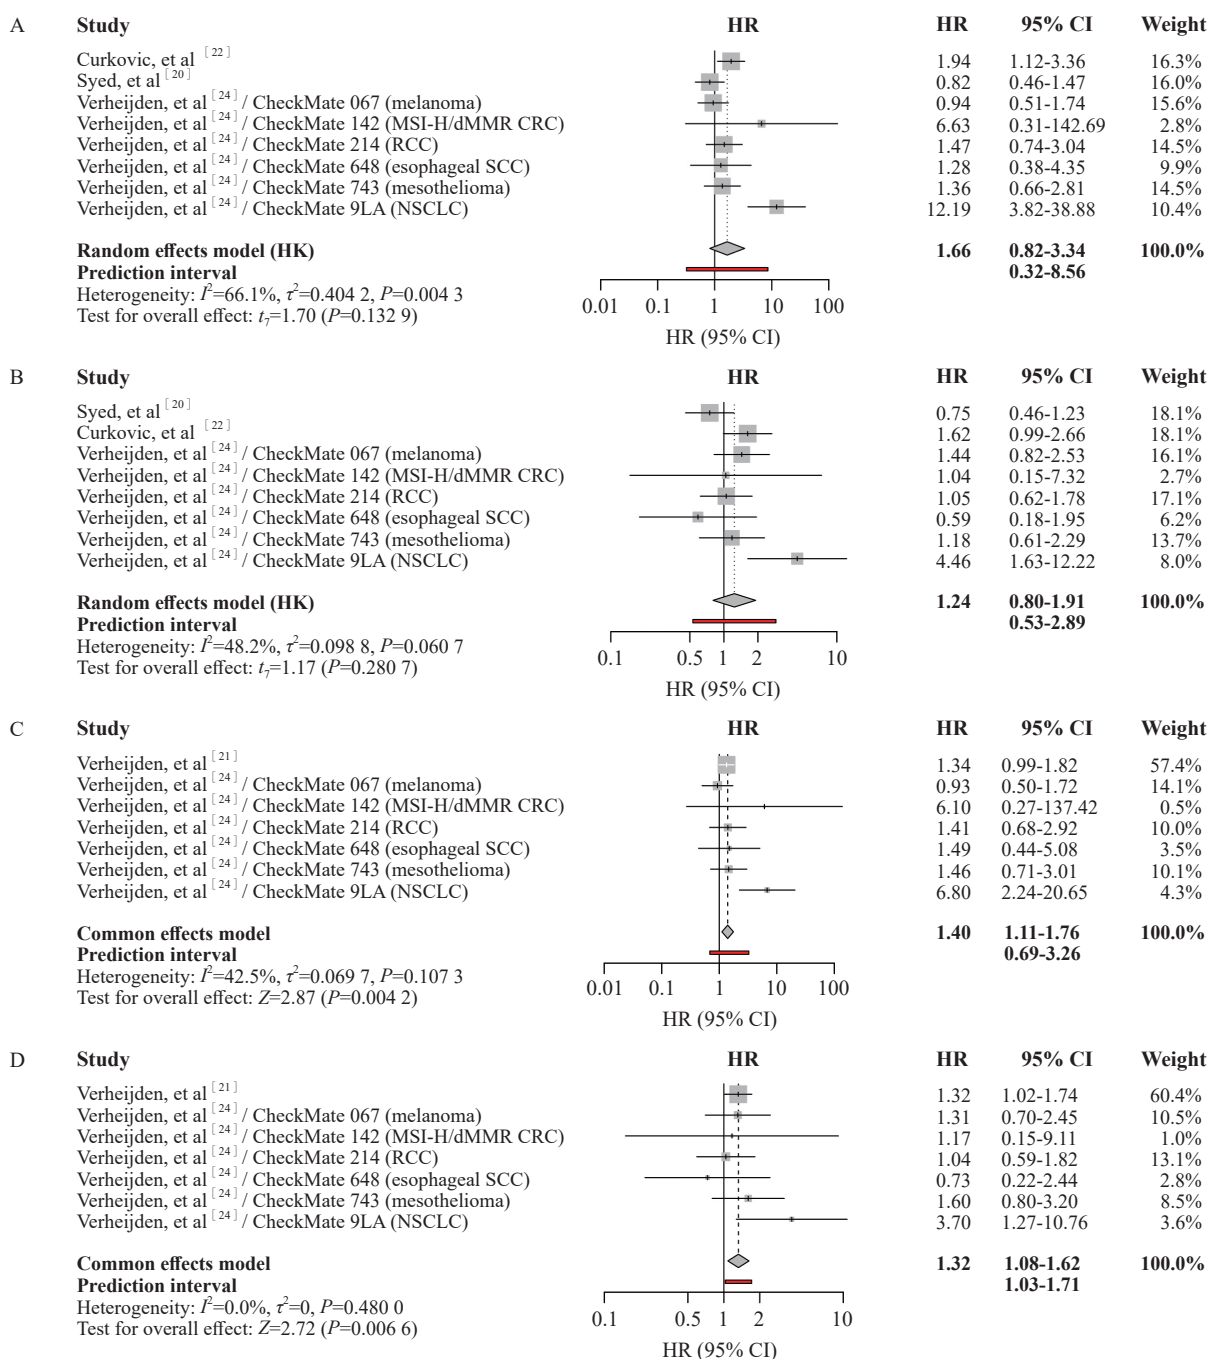 A Study HR HR 95% CI Weight
Curkovic, et al [22] 1.94 1.12-3.36 16.3%
Syed, et al [20] 0.82 0.46-1.47 16.0%
Verheijden, et al [24] / CheckMate 067 (melanoma) 0.94 0.51-1.74 15.6%
Verheijden, et al [24] / CheckMate 142 (MSI-H/dMMR CRC) 6.63 0.31-142.69 2.8%
Verheijden, et al [24] / CheckMate 214 (RCC) 1.47 0.74-3.04 14.5%
Verheijden, et al [24] / CheckMate 648 (esophageal SCC) 1.28 0.38-4.35 9.9%
Verheijden, et al [24] / CheckMate 743 (mesothelioma) 1.36 0.66-2.81 14.5%
Verheijden, et al [24] / CheckMate 9LA (NSCLC) 12.19 3.82-38.88 10.4%
Random effects model (HK) 1.66 0.82-3.34 100.0%
Prediction interval 0.32-8.56
Heterogeneity: I²=66.1%, τ²=0.404 2, P=0.004 3
Test for overall effect: t₇=1.70 (P=0.132 9)
0.01 0.1 1 10 100
HR (95% CI)
B Study HR HR 95% CI Weight
Syed, et al [20] 0.75 0.46-1.23 18.1%
Curkovic, et al [22] 1.62 0.99-2.66 18.1%
Verheijden, et al [24] / CheckMate 067 (melanoma) 1.44 0.82-2.53 16.1%
Verheijden, et al [24] / CheckMate 142 (MSI-H/dMMR CRC) 1.04 0.15-7.32 2.7%
Verheijden, et al [24] / CheckMate 214 (RCC) 1.05 0.62-1.78 17.1%
Verheijden, et al [24] / CheckMate 648 (esophageal SCC) 0.59 0.18-1.95 6.2%
Verheijden, et al [24] / CheckMate 743 (mesothelioma) 1.18 0.61-2.29 13.7%
Verheijden, et al [24] / CheckMate 9LA (NSCLC) 4.46 1.63-12.22 8.0%
Random effects model (HK) 1.24 0.80-1.91 100.0%
Prediction interval 0.53-2.89
Heterogeneity: I²=48.2%, τ²=0.098 8, P=0.060 7
Test for overall effect: t₇=1.17 (P=0.280 7)
0.1 0.5 1 2 10
HR (95% CI)
C Study HR HR 95% CI Weight
Verheijden, et al [21] 1.34 0.99-1.82 57.4%
Verheijden, et al [24] / CheckMate 067 (melanoma) 0.93 0.50-1.72 14.1%
Verheijden, et al [24] / CheckMate 142 (MSI-H/dMMR CRC) 6.10 0.27-137.42 0.5%
Verheijden, et al [24] / CheckMate 214 (RCC) 1.41 0.68-2.92 10.0%
Verheijden, et al [24] / CheckMate 648 (esophageal SCC) 1.49 0.44-5.08 3.5%
Verheijden, et al [24] / CheckMate 743 (mesothelioma) 1.46 0.71-3.01 10.1%
Verheijden, et al [24] / CheckMate 9LA (NSCLC) 6.80 2.24-20.65 4.3%
Common effects model 1.40 1.11-1.76 100.0%
Prediction interval 0.69-3.26
Heterogeneity: I²=42.5%, τ²=0.069 7, P=0.107 3
Test for overall effect: Z=2.87 (P=0.004 2)
0.01 0.1 1 10 100
HR (95% CI)
D Study HR HR 95% CI Weight
Verheijden, et al [21] 1.32 1.02-1.74 60.4%
Verheijden, et al [24] / CheckMate 067 (melanoma) 1.31 0.70-2.45 10.5%
Verheijden, et al [24] / CheckMate 142 (MSI-H/dMMR CRC) 1.17 0.15-9.11 1.0%
Verheijden, et al [24] / CheckMate 214 (RCC) 1.04 0.59-1.82 13.1%
Verheijden, et al [24] / CheckMate 648 (esophageal SCC) 0.73 0.22-2.44 2.8%
Verheijden, et al [24] / CheckMate 743 (mesothelioma) 1.60 0.80-3.20 8.5%
Verheijden, et al [24] / CheckMate 9LA (NSCLC) 3.70 1.27-10.76 3.6%
Common effects model 1.32 1.08-1.62 100.0%
Prediction interval 1.03-1.71
Heterogeneity: I²=0.0%, τ²=0, P=0.480 0
Test for overall effect: Z=2.72 (P=0.006 6)
0.1 0.5 1 2 10
HR (95% CI)